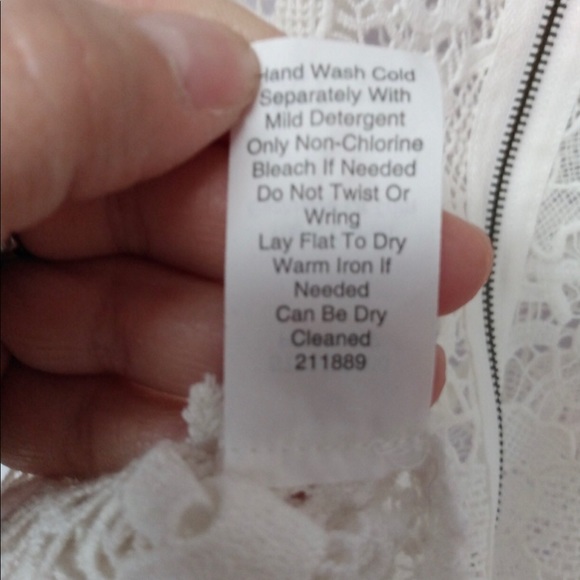 Hand Wash Cold
Separately With
Mild Detergent
Only Non-Chlorine
Bleach If Needed
Do Not Twist Or
Wring
Lay Flat To Dry
Warm Iron If
Needed
Can Be Dry
Cleaned
211889